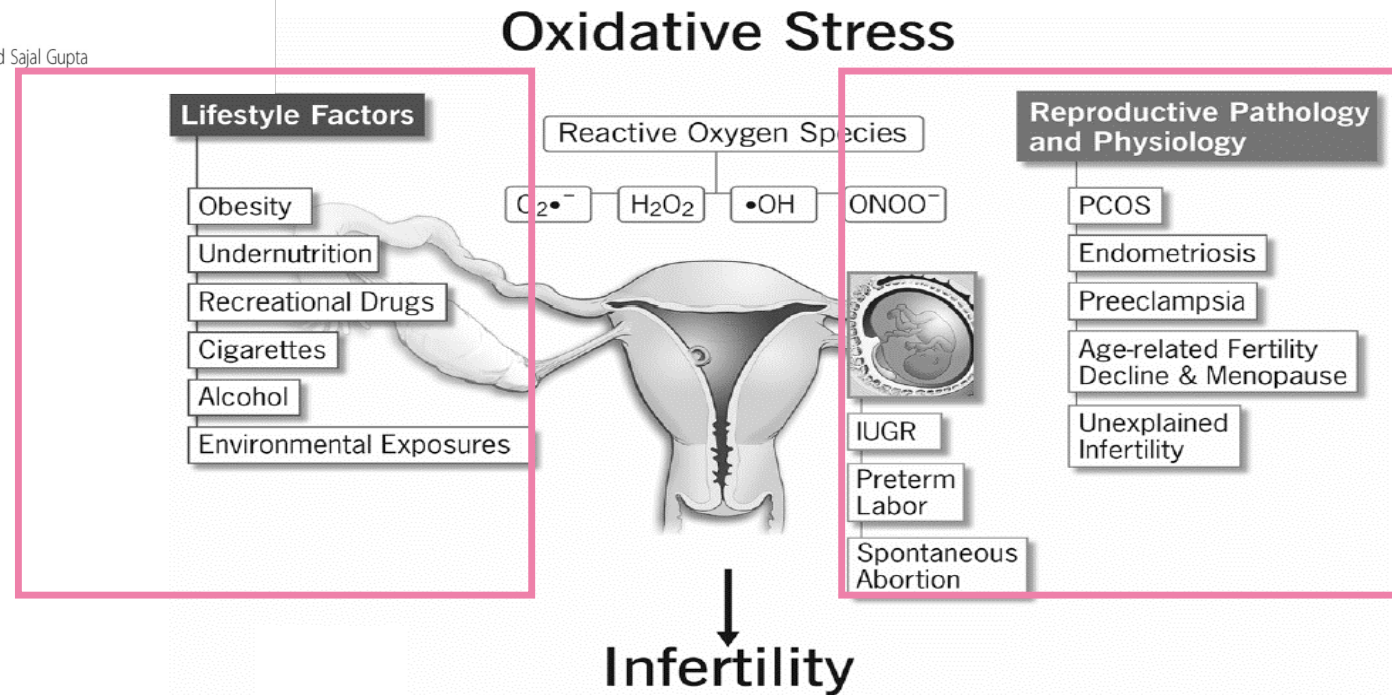 Oxidative Stress
d Sajal Gupta
Lifestyle Factors
Obesity
Undernutrition
Recreational Drugs
Cigarettes
Alcohol
Environmental Exposures
Reactive Oxygen Species
O₂•⁻
H₂O₂
•OH
ONOO⁻
IUGR
Preterm
Labor
Spontaneous
Abortion
Reproductive Pathology
and Physiology
PCOS
Endometriosis
Preeclampsia
Age-related Fertility
Decline & Menopause
Unexplained
Infertility
Infertility